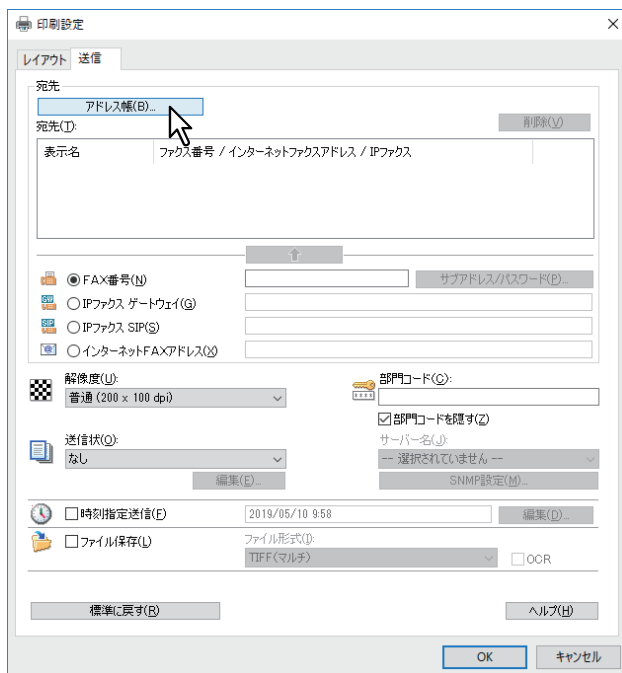 印刷設定
レイアウト 送信
宛先
アドレス帳(B)...
宛先(T):
削除(V)
表示名 ファクス番号 / インターネットファクスアドレス / IPファクス
FAX番号(N)
サブアドレス/パスワード(P)...
IPファクス ゲートウェイ(G)
IPファクス SIP(S)
インターネットFAXアドレス(X)
解像度(U):
普通 (200 x 100 dpi)
部門コード(C):
部門コードを隠す(Z)
送信状(O):
なし
編集(E)...
サーバー名(J):
-- 選択されていません --
SNMP設定(M)...
時刻指定送信(F) 2019/05/10 9:58 編集(D)...
ファイル保存(L)
ファイル形式(I):
TIFF(マルチ)
OCR
標準に戻す(R) ヘルプ(H)
OK キャンセル